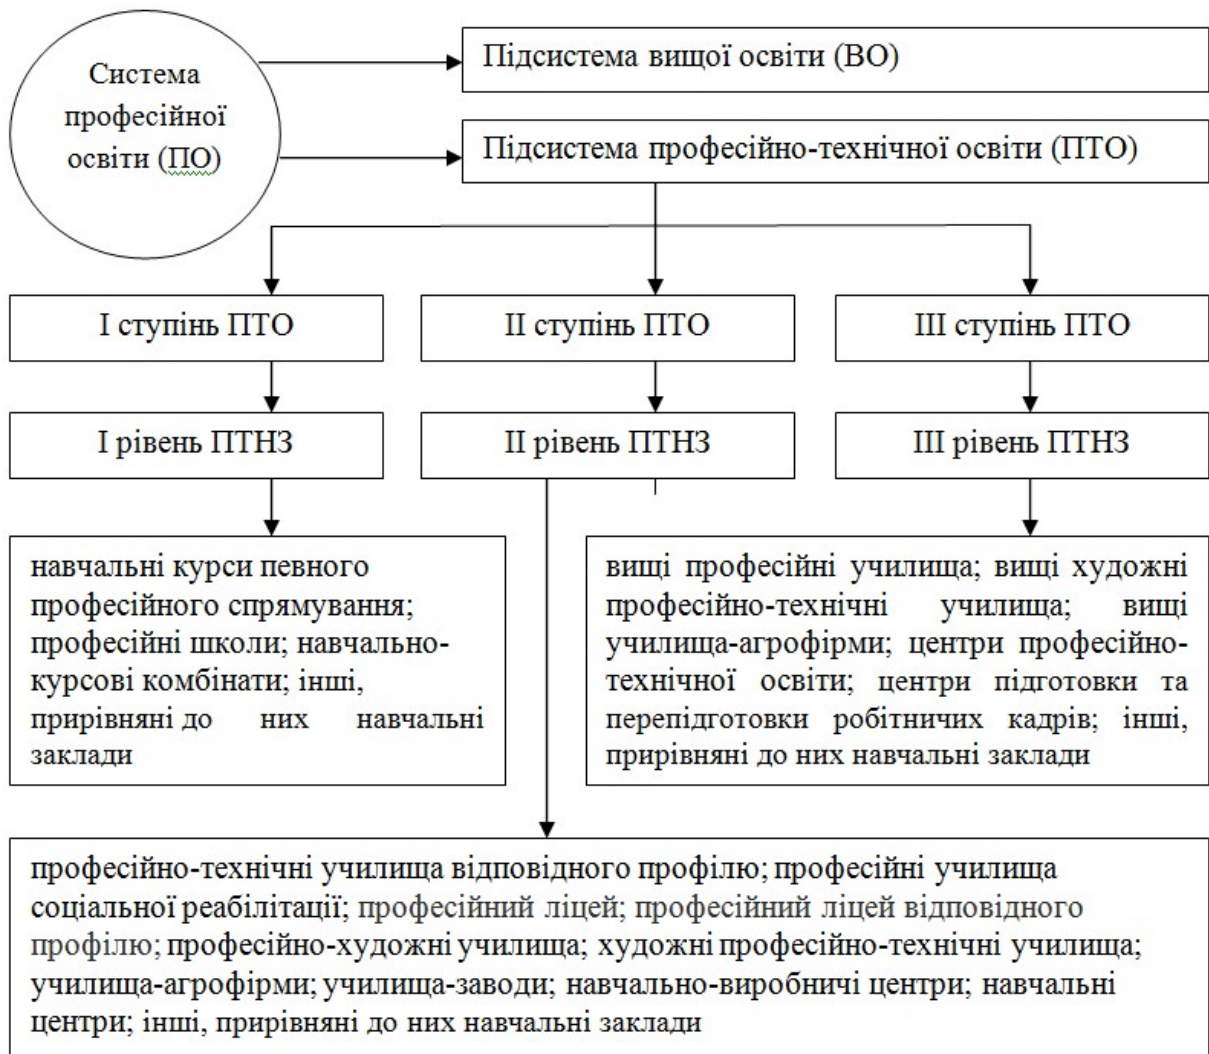 Система
професійної
освіти (ПО)
Підсистема вищої освіти (ВО)
Підсистема професійно-технічної освіти (ПТО)
І ступінь ПТО
ІІ ступінь ПТО
ІІІ ступінь ПТО
І рівень ПТНЗ
ІІ рівень ПТНЗ
ІІІ рівень ПТНЗ
навчальні курси певного
професійного спрямування;
професійні школи; навчально-
курсові комбінати; інші,
прирівняні до них навчальні
заклади
вищі професійні училища; вищі художні
професійно-технічні училища; вищі
училища-агрофірми; центри професійно-
технічної освіти; центри підготовки та
перепідготовки робітничих кадрів; інші,
прирівняні до них навчальні заклади
професійно-технічні училища відповідного профілю; професійні училища
соціальної реабілітації; професійний ліцей; професійний ліцей відповідного
профілю; професійно-художні училища; художні професійно-технічні училища;
училища-агрофірми; училища-заводи; навчально-виробничі центри; навчальні
центри; інші, прирівняні до них навчальні заклади